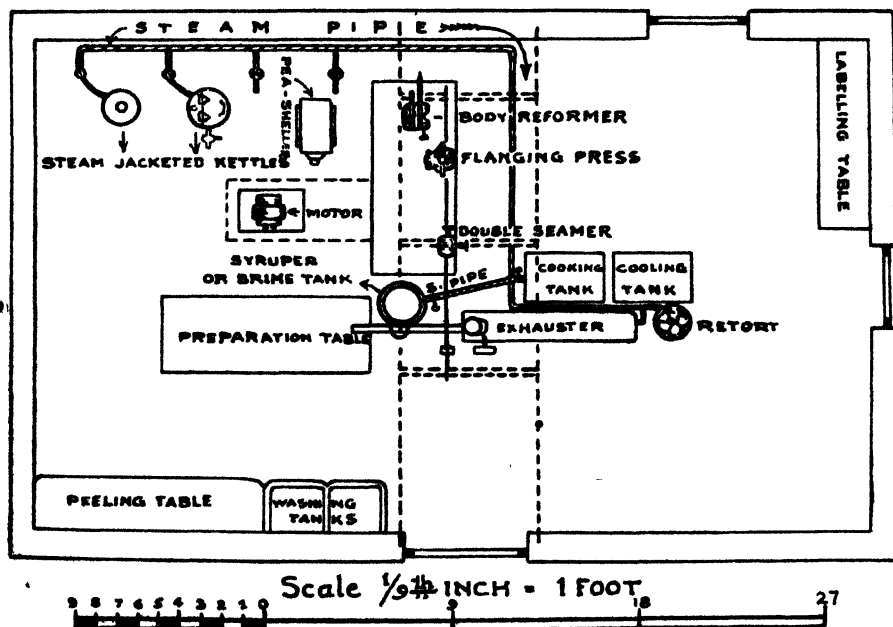 STEAM PIPE
PEA-SHELLER
BODY REFORMER
LABELLING TABLE
STEAM JACKETED KETTLES
FLANGING PRESS
MOTOR
DOUBLE SEAMER
SYRUPER
OR BRIME TANK
S. PIPE
COOKING
TANK
COOLING
TANK
PREPARATION TABLE
EXHAUSTER
RETORT
PEELING TABLE
WASHING
TANKS
Scale 1/9th INCH = 1 FOOT
9 8 7 6 5 4 3 2 1 0 9 18 27